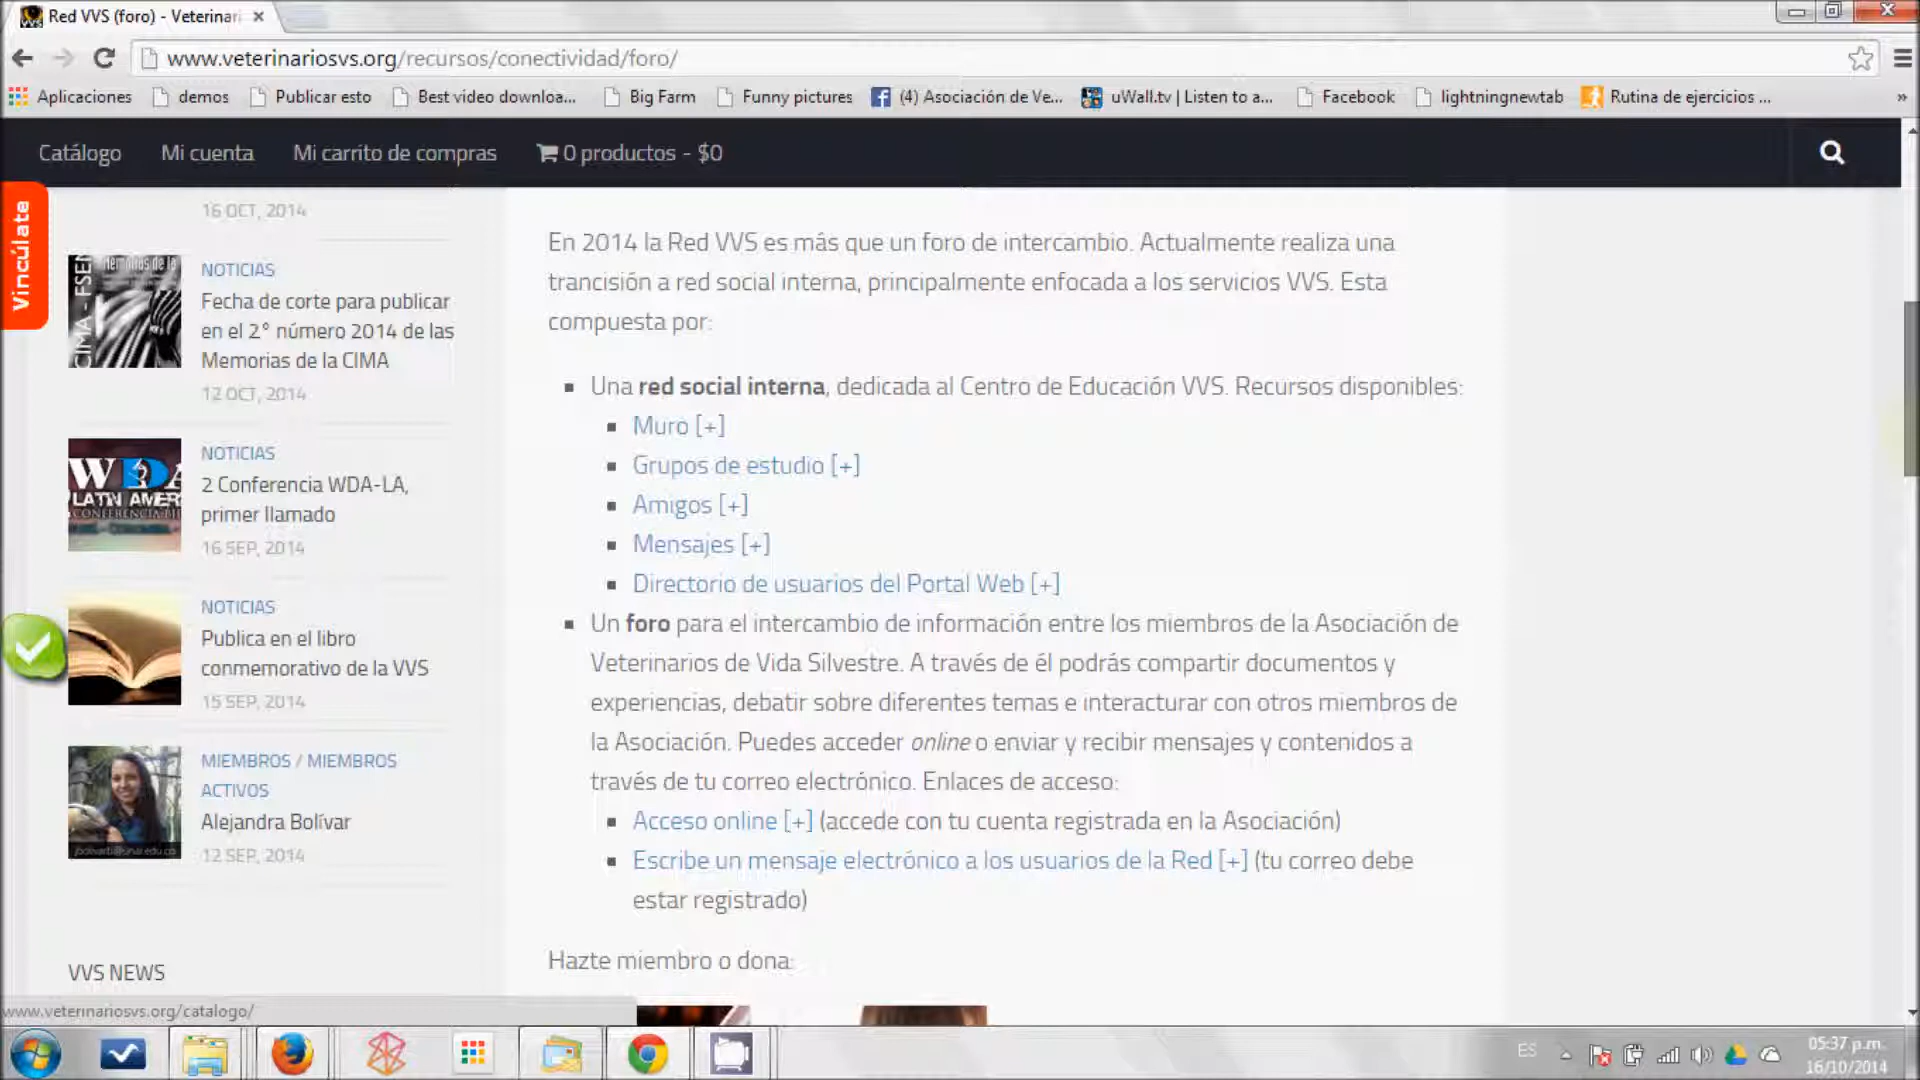 Red VVS (foro) - Veterinari
www.veterinariosvs.org/recursos/conectividad/foro/
Aplicaciones demos Publicar esto Best video downloa... Big Farm Funny pictures (4) Asociación de Ve... uWall.tv | Listen to a... Facebook lightningnewtab Rutina de ejercicios ... »
Catálogo Mi cuenta Mi carrito de compras 0 productos - $0
Vincúlate
16 OCT, 2014
NOTICIAS
Fecha de corte para publicar
en el 2° número 2014 de las
Memorias de la CIMA
12 OCT, 2014
NOTICIAS
2 Conferencia WDA-LA,
primer llamado
16 SEP, 2014
NOTICIAS
Publica en el libro
conmemorativo de la VVS
15 SEP, 2014
MIEMBROS / MIEMBROS
ACTIVOS
Alejandra Bolívar
12 SEP, 2014
VVS NEWS
En 2014 la Red VVS es más que un foro de intercambio. Actualmente realiza una
trancisión a red social interna, principalmente enfocada a los servicios VVS. Esta
compuesta por:
Una red social interna, dedicada al Centro de Educación VVS. Recursos disponibles:
Muro [+]
Grupos de estudio [+]
Amigos [+]
Mensajes [+]
Directorio de usuarios del Portal Web [+]
Un foro para el intercambio de información entre los miembros de la Asociación de
Veterinarios de Vida Silvestre. A través de él podrás compartir documentos y
experiencias, debatir sobre diferentes temas e interacturar con otros miembros de
la Asociación. Puedes acceder online o enviar y recibir mensajes y contenidos a
través de tu correo electrónico. Enlaces de acceso:
Acceso online [+] (accede con tu cuenta registrada en la Asociación)
Escribe un mensaje electrónico a los usuarios de la Red [+] (tu correo debe
estar registrado)
Hazte miembro o dona:
www.veterinariosvs.org/catalogo/
ES
05:37 p.m.
16/10/2014